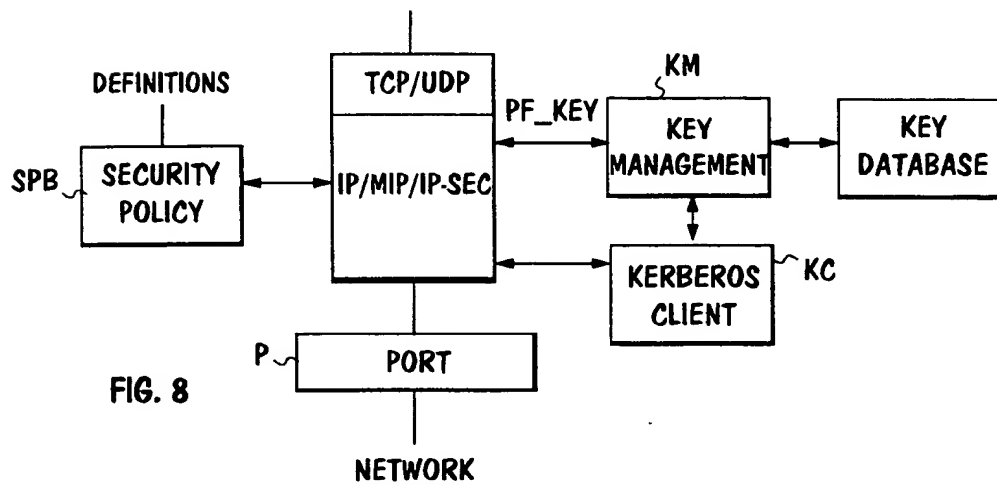 DEFINITIONS
SPB
SECURITY
POLICY
TCP/UDP
IP/MIP/IP-SEC
PF_KEY
KM
KEY
MANAGEMENT
KEY
DATABASE
KERBEROS
CLIENT
KC
P
PORT
FIG. 8
NETWORK